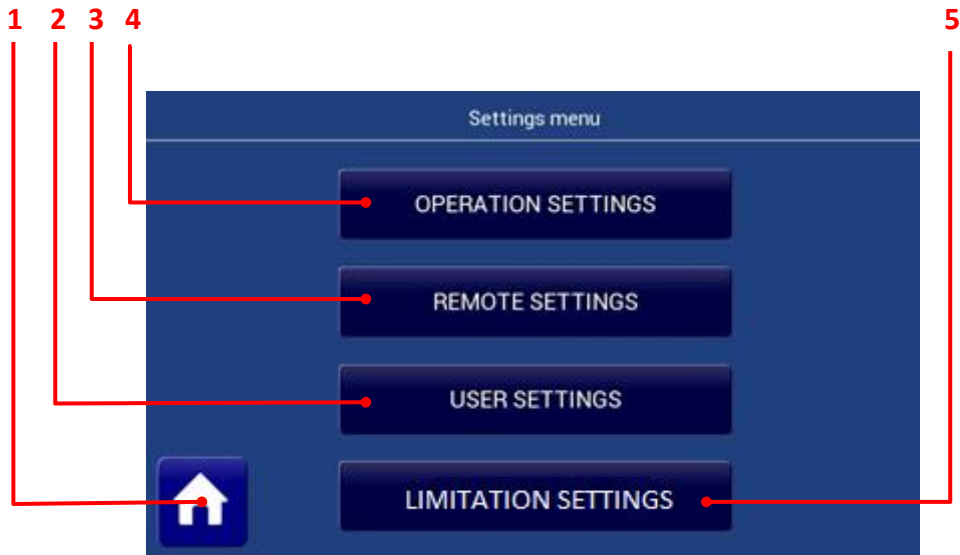 1 2 3 4 5
Settings menu
OPERATION SETTINGS
REMOTE SETTINGS
USER SETTINGS
LIMITATION SETTINGS